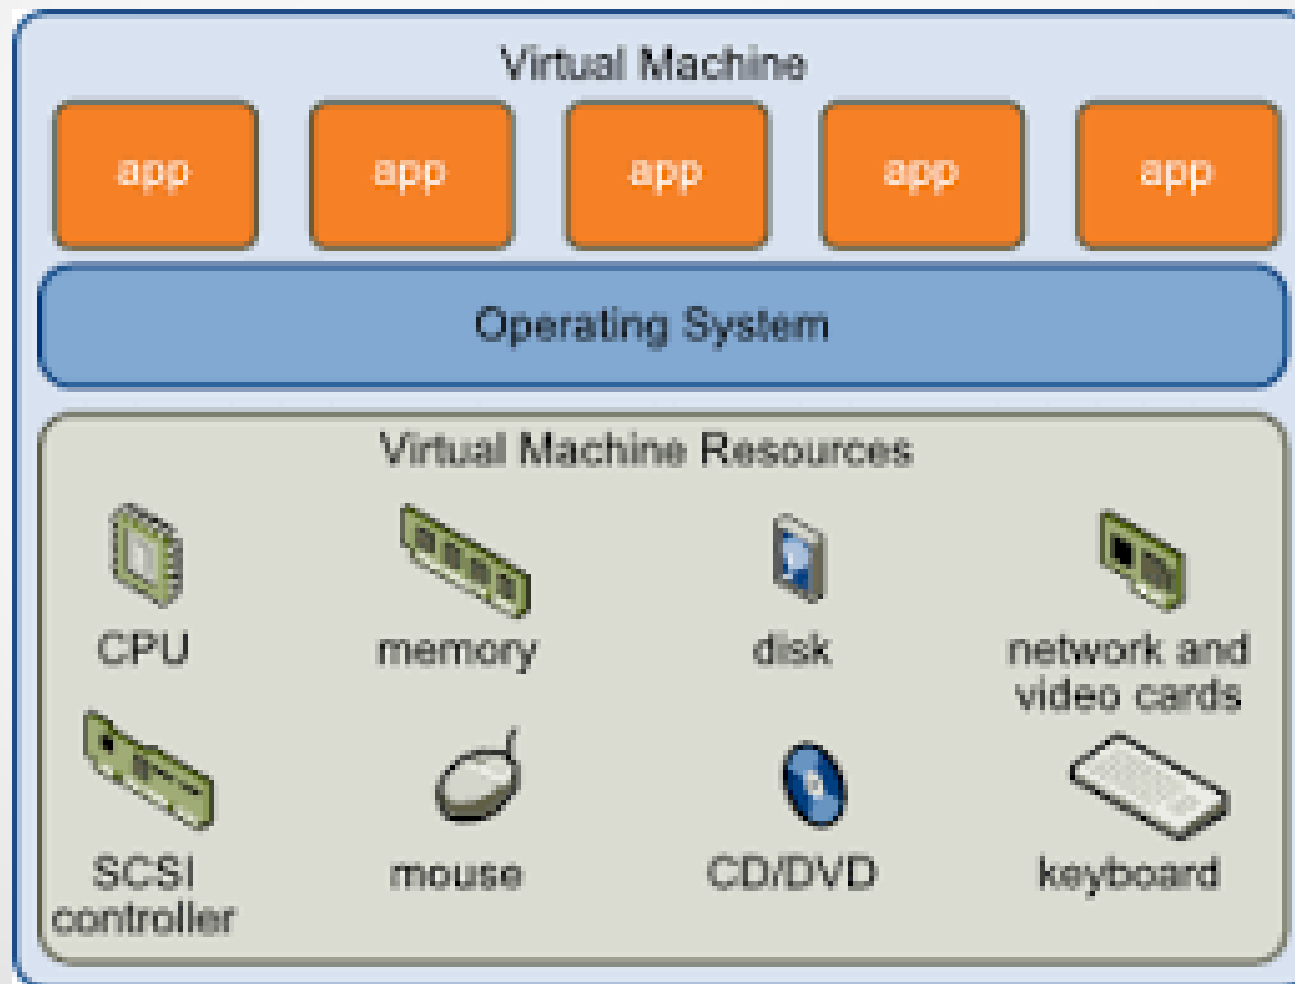 Virtual Machine
app app app app app
Operating System
Virtual Machine Resources
CPU memory disk network and
video cards
SCSI mouse CD/DVD keyboard
controller